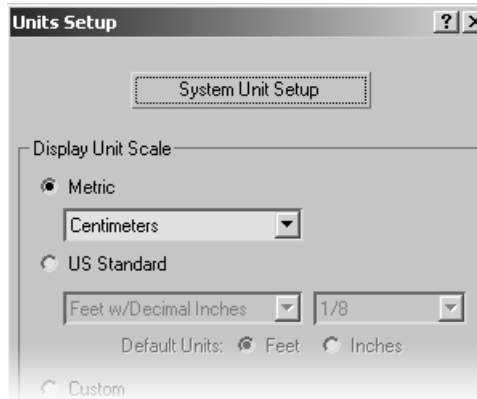 Units Setup
System Unit Setup
Display Unit Scale
Metric
Centimeters
US Standard
Feet w/Decimal Inches 1/8
Default Units: Feet Inches
Custom